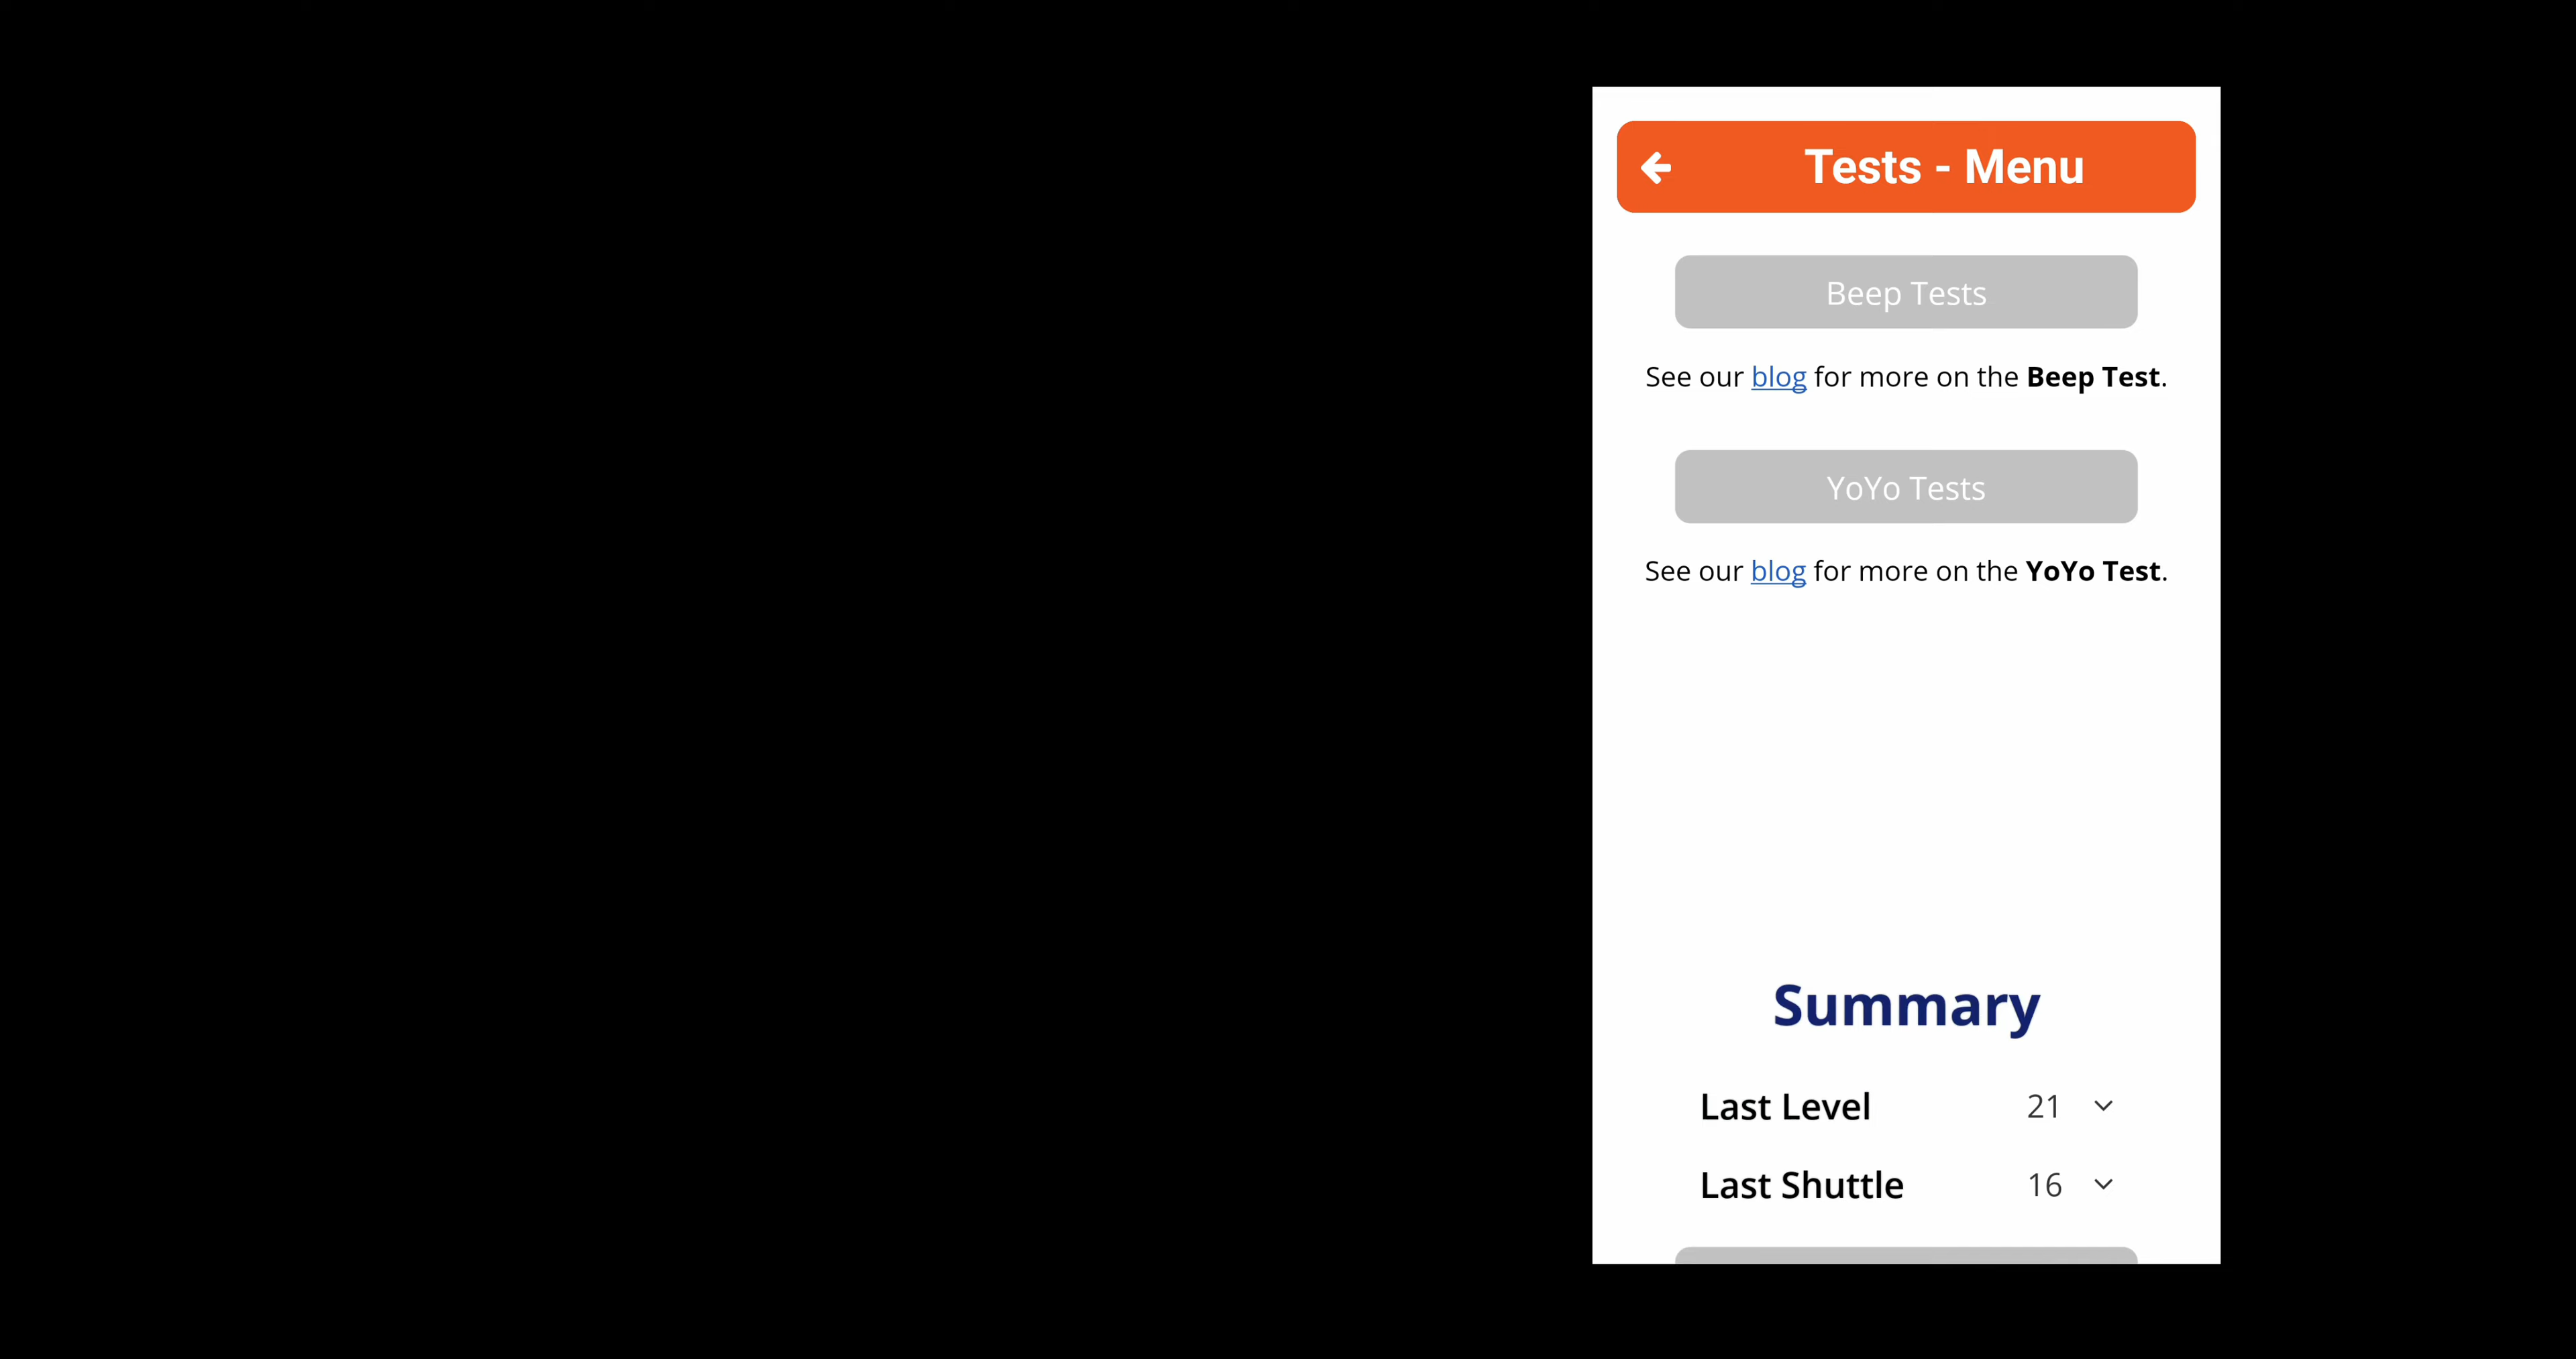 Tests - Menu
Beep Tests
See our blog for more on the Beep Test.
YoYo Tests
See our blog for more on the YoYo Test.
Summary
Last Level 21
Last Shuttle 16